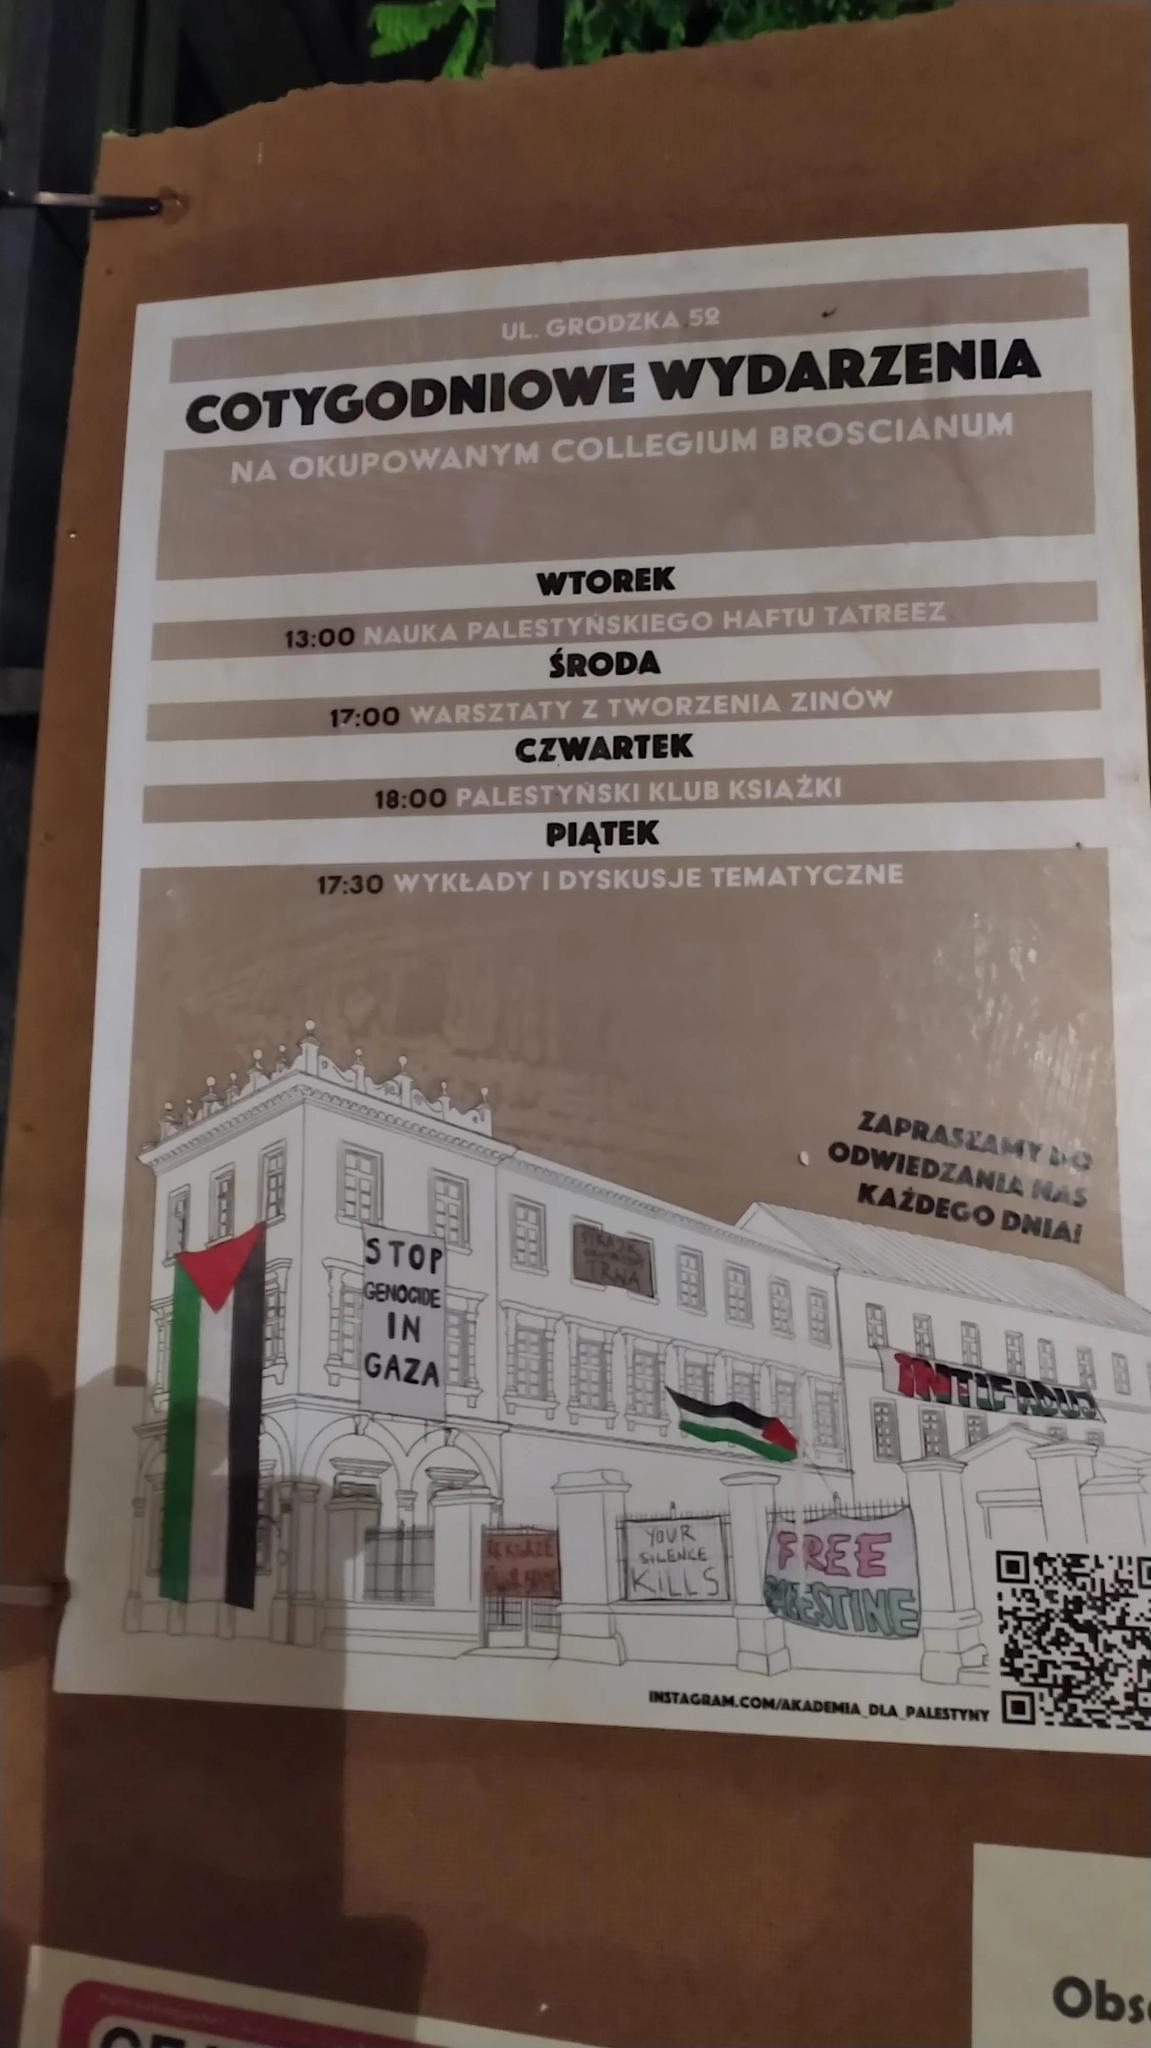 UL. GRODZKA 52
COTYGODNIOWE WYDARZENIA
NA OKUPOWANYM COLLEGIUM BROSCIANUM
WTOREK
13:00 NAUKA PALESTYŃSKIEGO HAFTU TATREEZ
ŚRODA
17:00 WARSZTATY Z TWORZENIA ZINÓW
CZWARTEK
18:00 PALESTYŃSKI KLUB KSIĄŻKI
PIĄTEK
17:30 WYKŁADY I DYSKUSJE TEMATYCZNE
ZAPRASZAMY DO
ODWIEDZANIA NAS
KAŻDEGO DNIA!
STOP
GENOCIDE
IN
GAZA
TRWA
INTIFADUJ
YOUR
SILENCE
KILLS
FREE
PALESTINE
INSTAGRAM.COM/AKADEMIA_DLA_PALESTYNY